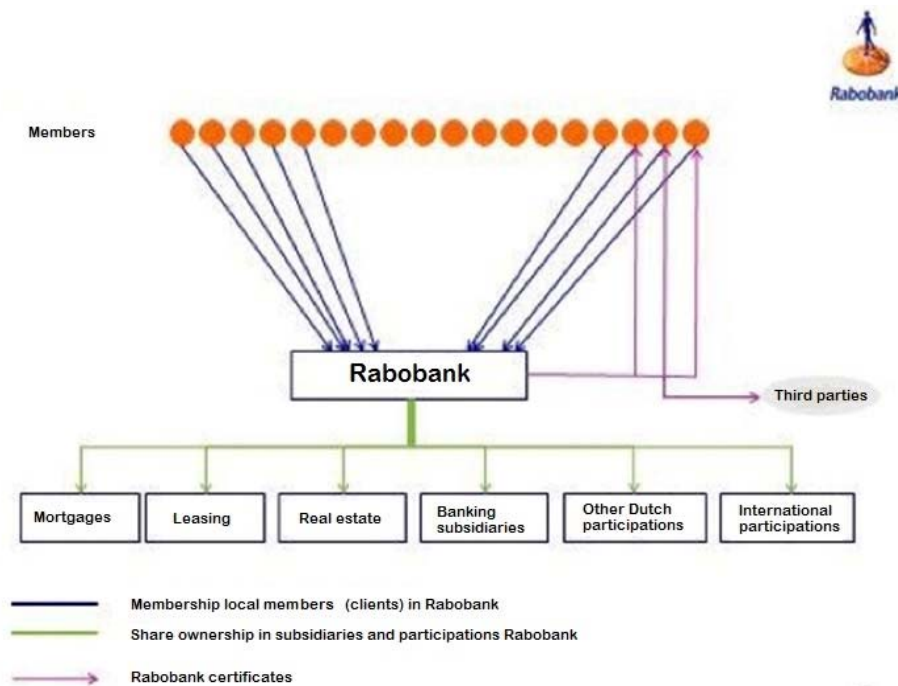 Rabobank
Members
Rabobank
Third parties
Mortgages
Leasing
Real estate
Banking
subsidiaries
Other Dutch
participations
International
participations
Membership local members (clients) in Rabobank
Share ownership in subsidiaries and participations Rabobank
Rabobank certificates